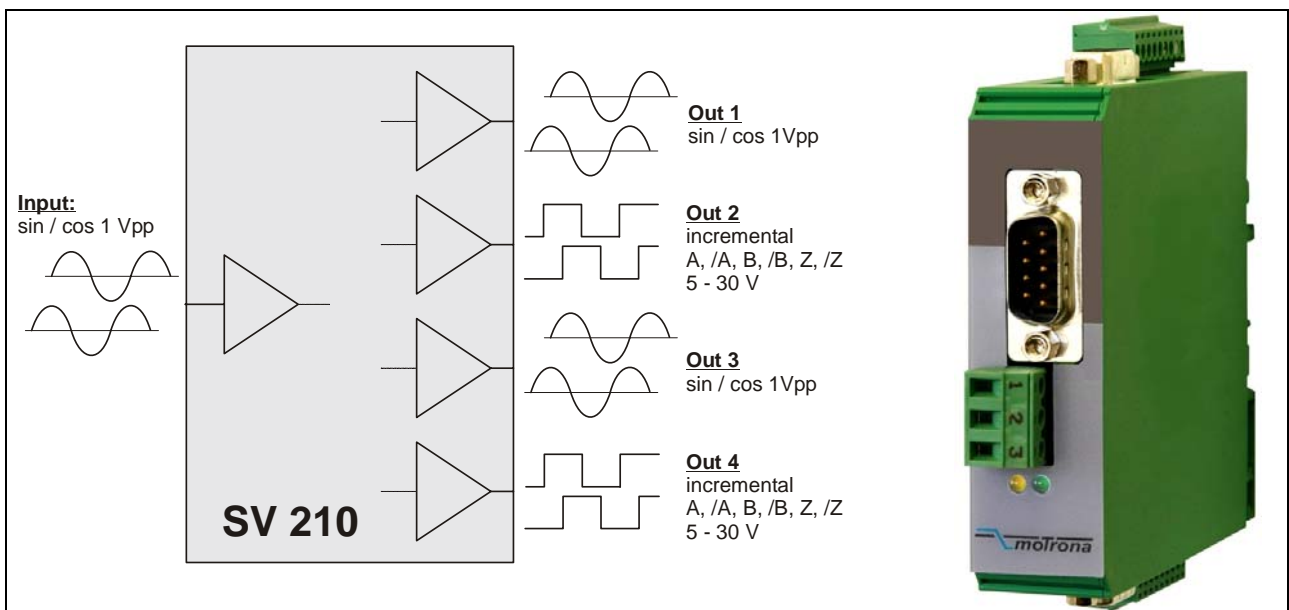 Input:
sin / cos 1 Vpp
SV 210
Out 1
sin / cos 1Vpp
Out 2
incremental
A, /A, B, /B, Z, /Z
5 - 30 V
Out 3
sin / cos 1Vpp
Out 4
incremental
A, /A, B, /B, Z, /Z
5 - 30 V
1
2
3
moTrona